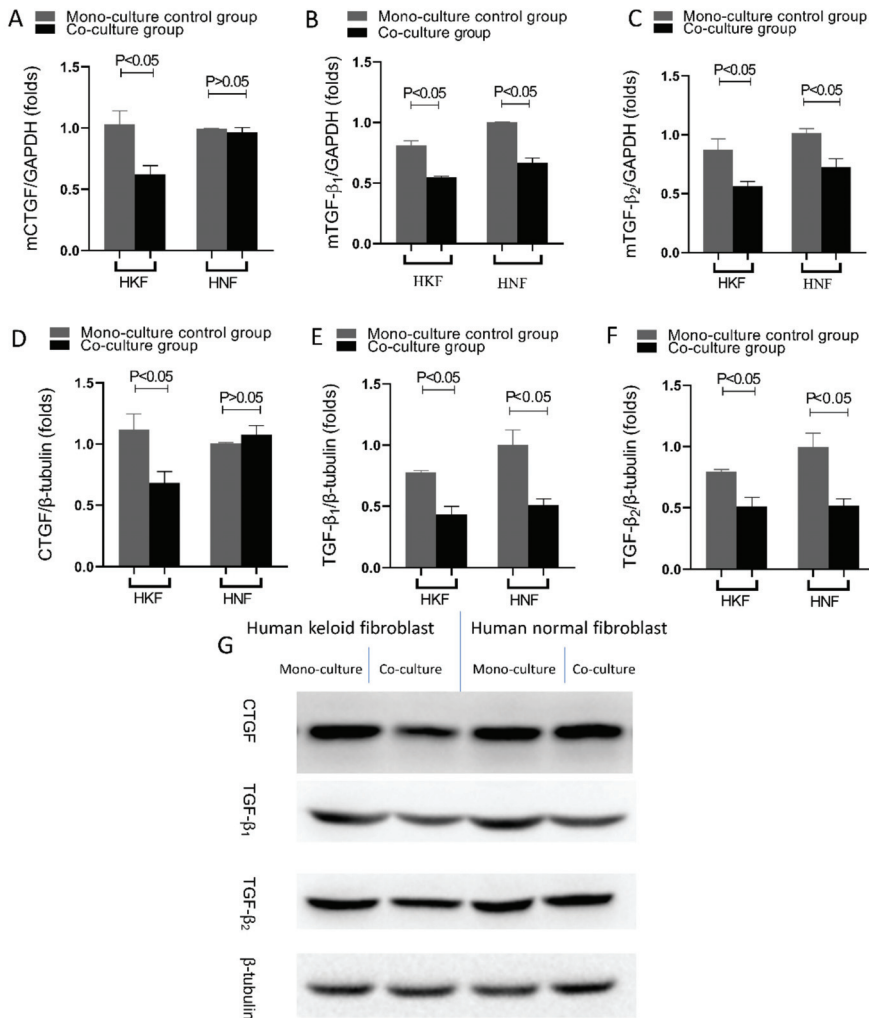 A
Mono-culture control group
Co-culture group
mCTGF/GAPDH (folds)
1.5
1.0
0.5
0.0
P<0.05
P>0.05
HKF
HNF
B
Mono-culture control group
Co-culture group
mTGF-β₁/GAPDH (folds)
1.5
1.0
0.5
0.0
P<0.05
P<0.05
HKF
HNF
C
Mono-culture control group
Co-culture group
mTGF-β₂/GAPDH (folds)
1.5
1.0
0.5
0.0
P<0.05
P<0.05
HKF
HNF
D
Mono-culture control group
Co-culture group
CTGF/β-tubulin (folds)
1.5
1.0
0.5
0.0
P<0.05
P>0.05
HKF
HNF
E
Mono-culture control group
Co-culture group
TGF-β₁/β-tubulin (folds)
1.5
1.0
0.5
0.0
P<0.05
P<0.05
HKF
HNF
F
Mono-culture control group
Co-culture group
TGF-β₂/β-tubulin (folds)
1.5
1.0
0.5
0.0
P<0.05
P<0.05
HKF
HNF
G
Human keloid fibroblast Human normal fibroblast
Mono-culture Co-culture Mono-culture Co-culture
CTGF
TGF-β₁
TGF-β₂
β-tubulin